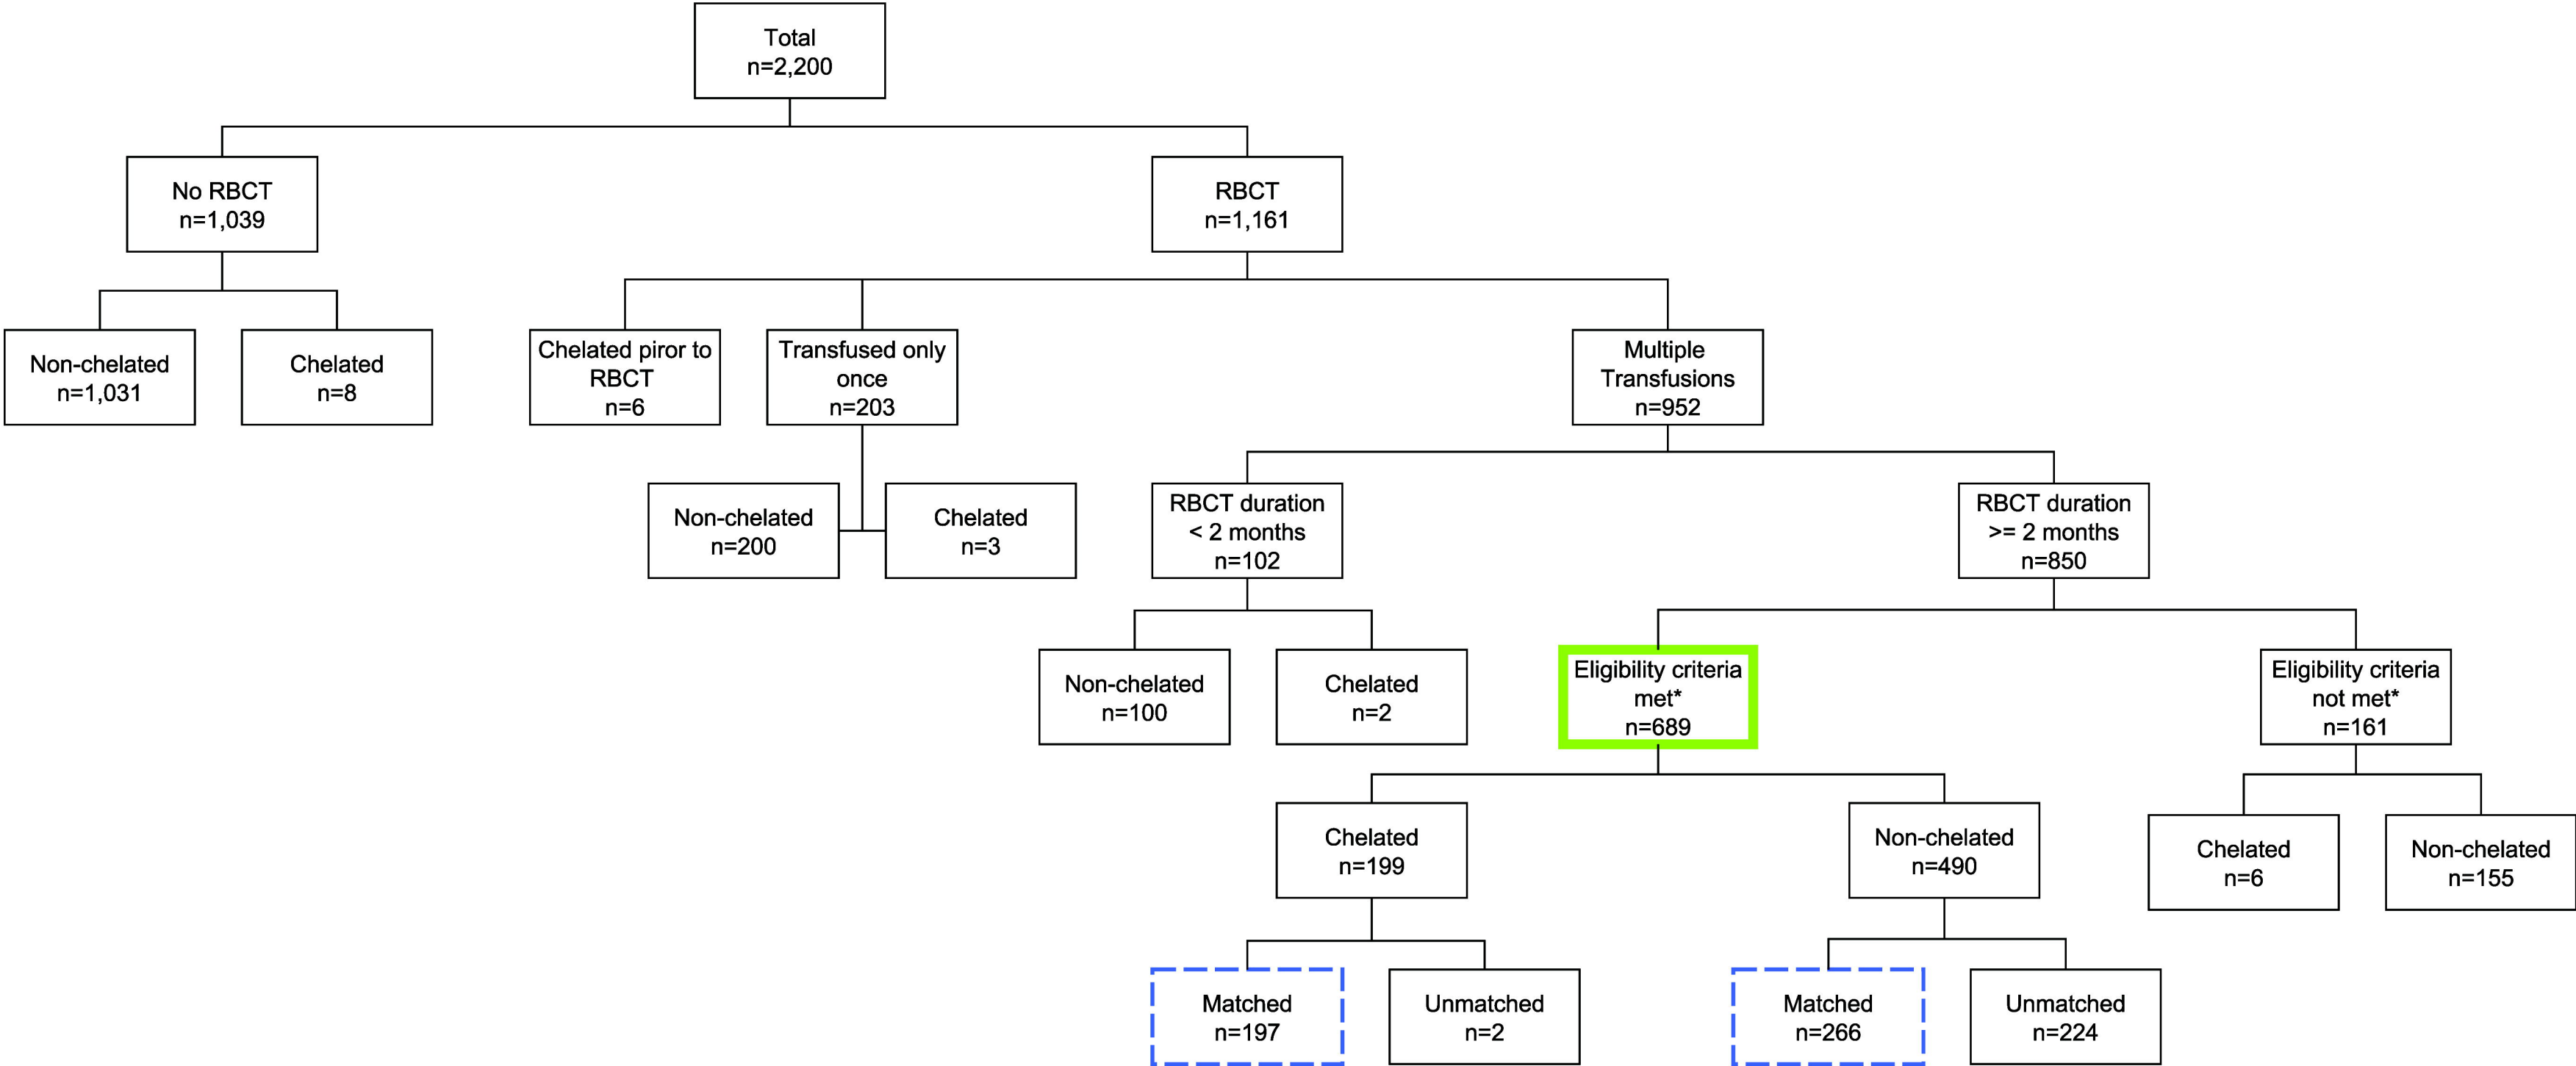 Total
n=2,200
No RBCT
n=1,039
RBCT
n=1,161
Non-chelated
n=1,031
Chelated
n=8
Chelated piror to
RBCT
n=6
Transfused only
once
n=203
Multiple
Transfusions
n=952
Non-chelated
n=200
Chelated
n=3
RBCT duration
< 2 months
n=102
RBCT duration
>= 2 months
n=850
Non-chelated
n=100
Chelated
n=2
Eligibility criteria
met*
n=689
Eligibility criteria
not met*
n=161
Chelated
n=199
Non-chelated
n=490
Chelated
n=6
Non-chelated
n=155
Matched
n=197
Unmatched
n=2
Matched
n=266
Unmatched
n=224